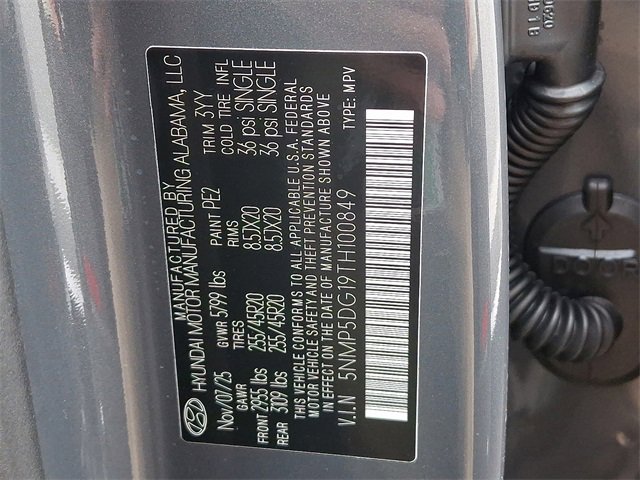 MANUFACTURED BY
HYUNDAI MOTOR MANUFACTURING ALABAMA, LLC
Nov/07/25 GVWR 5799 lbs PAINT PE2 TRIM 3YY
GAWR TIRES RIMS COLD TIRE INFL
FRONT 2955 lbs 255/45R20 8.5JX20 36 psi SINGLE
REAR 3109 lbs 255/45R20 8.5JX20 36 psi SINGLE
THIS VEHICLE CONFORMS TO ALL APPLICABLE U.S.A. FEDERAL
MOTOR VEHICLE SAFETY AND THEFT PREVENTION STANDARDS
IN EFFECT ON THE DATE OF MANUFACTURE SHOWN ABOVE
V.I.N 5NMP5DG19TH100849 TYPE: MPV
DOOR